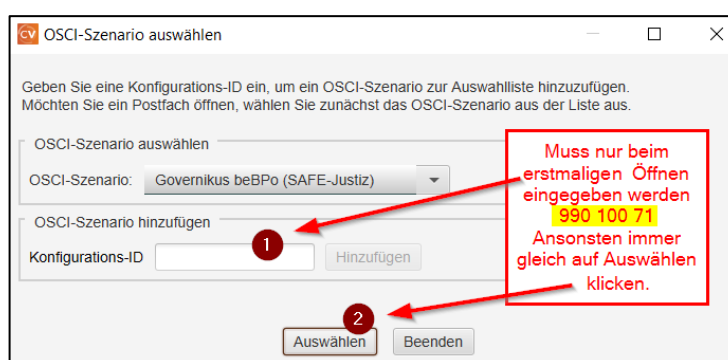 CV OSCI-Szenario auswählen
Geben Sie eine Konfigurations-ID ein, um ein OSCI-Szenario zur Auswahlliste hinzuzufügen.
Möchten Sie ein Postfach öffnen, wählen Sie zunächst das OSCI-Szenario aus der Liste aus.
OSCI-Szenario auswählen
OSCI-Szenario: Governikus beBPo (SAFE-Justiz)
OSCI-Szenario hinzufügen
Konfigurations-ID 1 Hinzufügen
Muss nur beim
erstmaligen Öffnen
eingegeben werden
990 100 71
Ansonsten immer
gleich auf Auswählen
klicken.
2
Auswählen Beenden